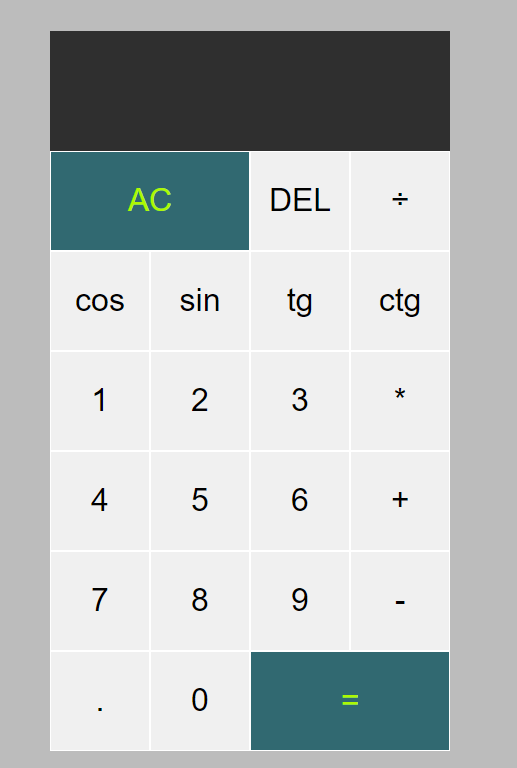 AC DEL ÷
cos sin tg ctg
1 2 3 *
4 5 6 +
7 8 9 -
. 0 =